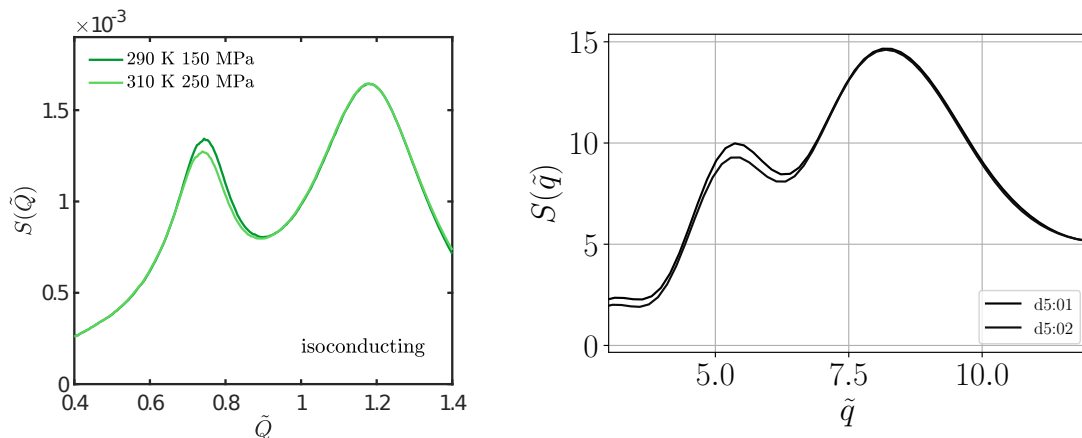 ×10⁻³
290 K 150 MPa
310 K 250 MPa
1.5
1
0.5
0
S(Q̃)
isoconducting
0.4 0.6 0.8 1 1.2 1.4
Q̃
15
10
5
0
S(q̃)
d5:01
d5:02
5.0 7.5 10.0
q̃